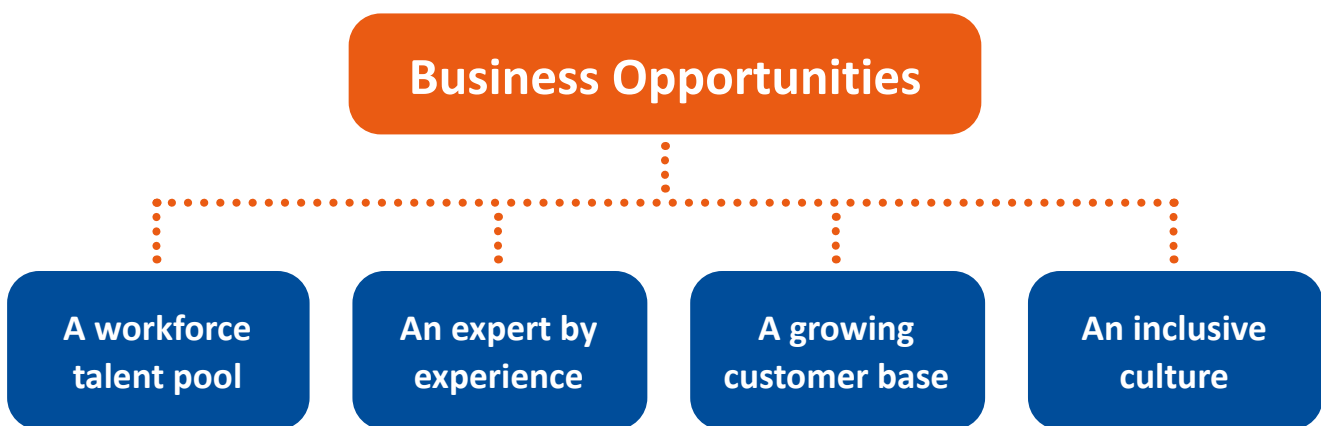 Business Opportunities
A workforce
talent pool
An expert by
experience
A growing
customer base
An inclusive
culture